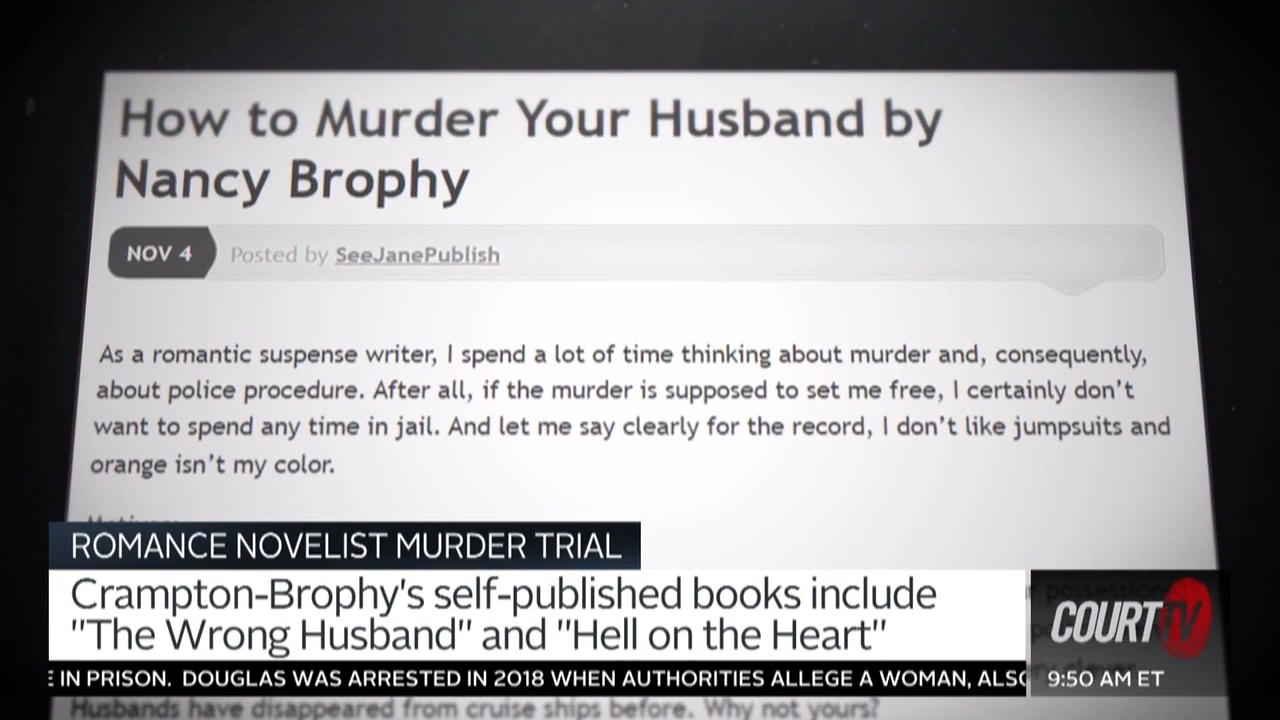 How to Murder Your Husband by
Nancy Brophy
NOV 4
Posted by SeeJanePublish
As a romantic suspense writer, I spend a lot of time thinking about murder and, consequently,
about police procedure. After all, if the murder is supposed to set me free, I certainly don't
want to spend any time in jail. And let me say clearly for the record, I don't like jumpsuits and
orange isn't my color.
ROMANCE NOVELIST MURDER TRIAL
Crampton-Brophy's self-published books include
"The Wrong Husband" and "Hell on the Heart"
COURT TV
IN PRISON. DOUGLAS WAS ARRESTED IN 2018 WHEN AUTHORITIES ALLEGE A WOMAN, ALSO
9:50 AM ET
Husbands have disappeared from cruise ships before. Why not yours?